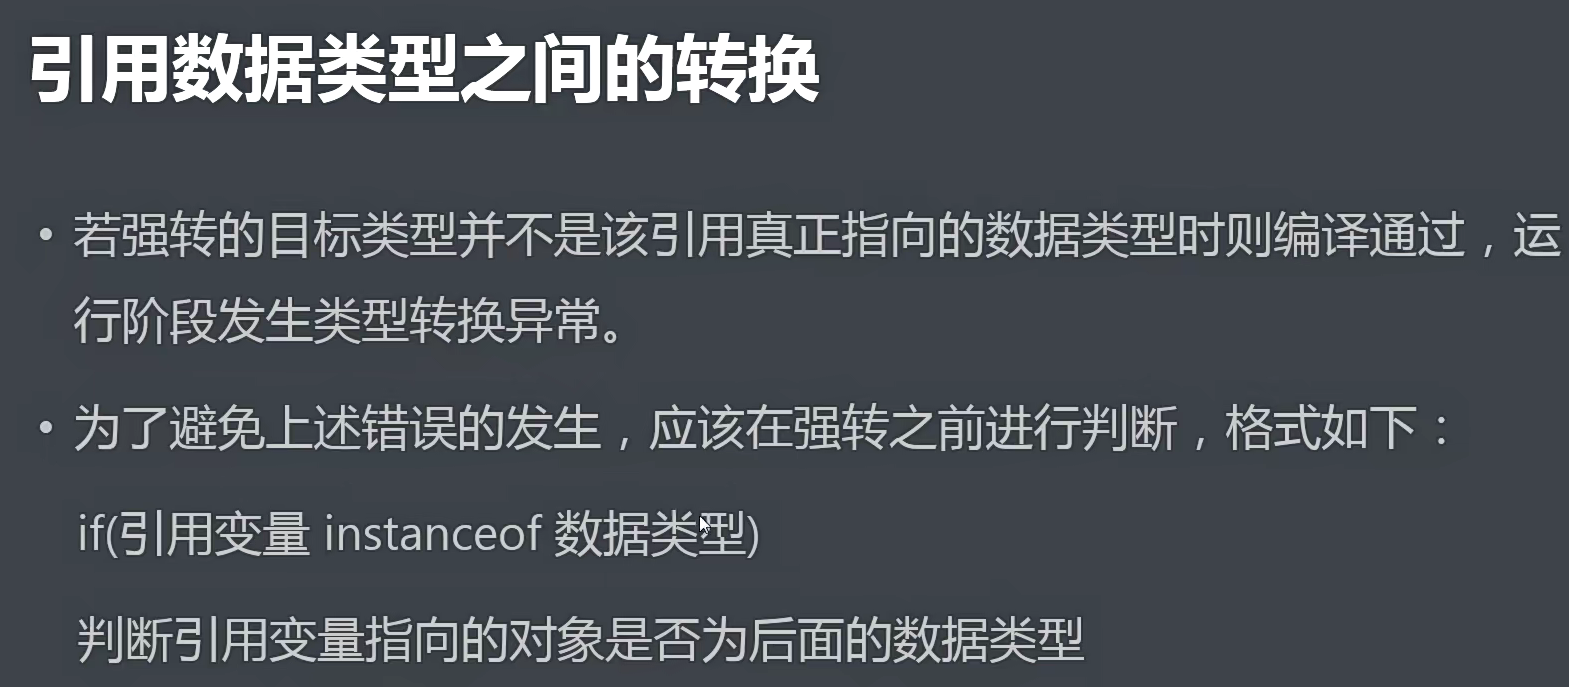 引用数据类型之间的转换
• 若强转的目标类型并不是该引用真正指向的数据类型时则编译通过，运
行阶段发生类型转换异常。
• 为了避免上述错误的发生，应该在强转之前进行判断，格式如下：
if(引用变量 instanceof 数据类型)
判断引用变量指向的对象是否为后面的数据类型